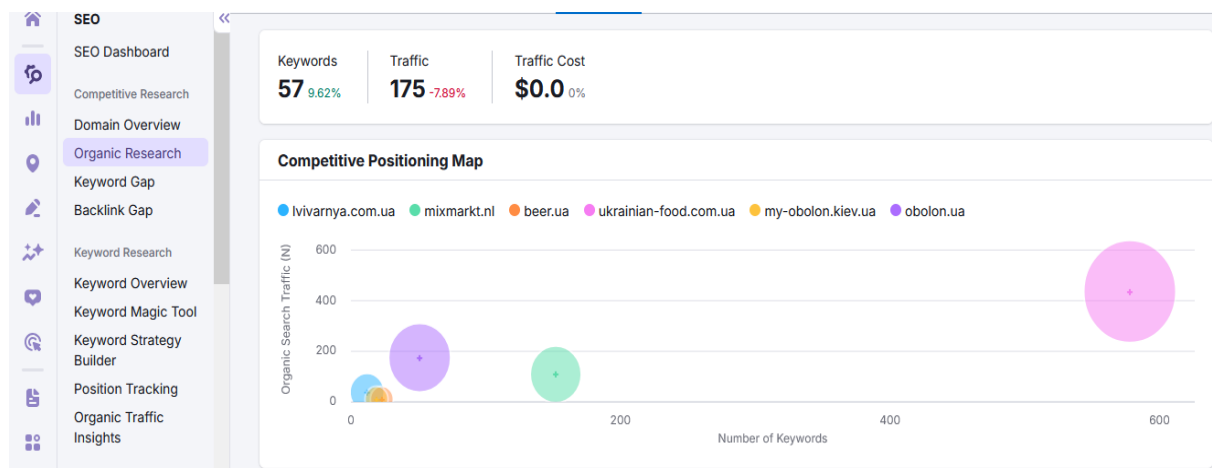 SEO
SEO Dashboard
Competitive Research
Domain Overview
Organic Research
Keyword Gap
Backlink Gap
Keyword Research
Keyword Overview
Keyword Magic Tool
Keyword Strategy
Builder
Position Tracking
Organic Traffic
Insights
Keywords Traffic Traffic Cost
57 9.62% 175 -7.89% $0.0 0%
Competitive Positioning Map
lvivarnya.com.ua mixmarkt.nl beer.ua ukrainian-food.com.ua my-obolon.kiev.ua obolon.ua
Organic Search Traffic (N)
600
400
200
0
0 200 400 600
Number of Keywords